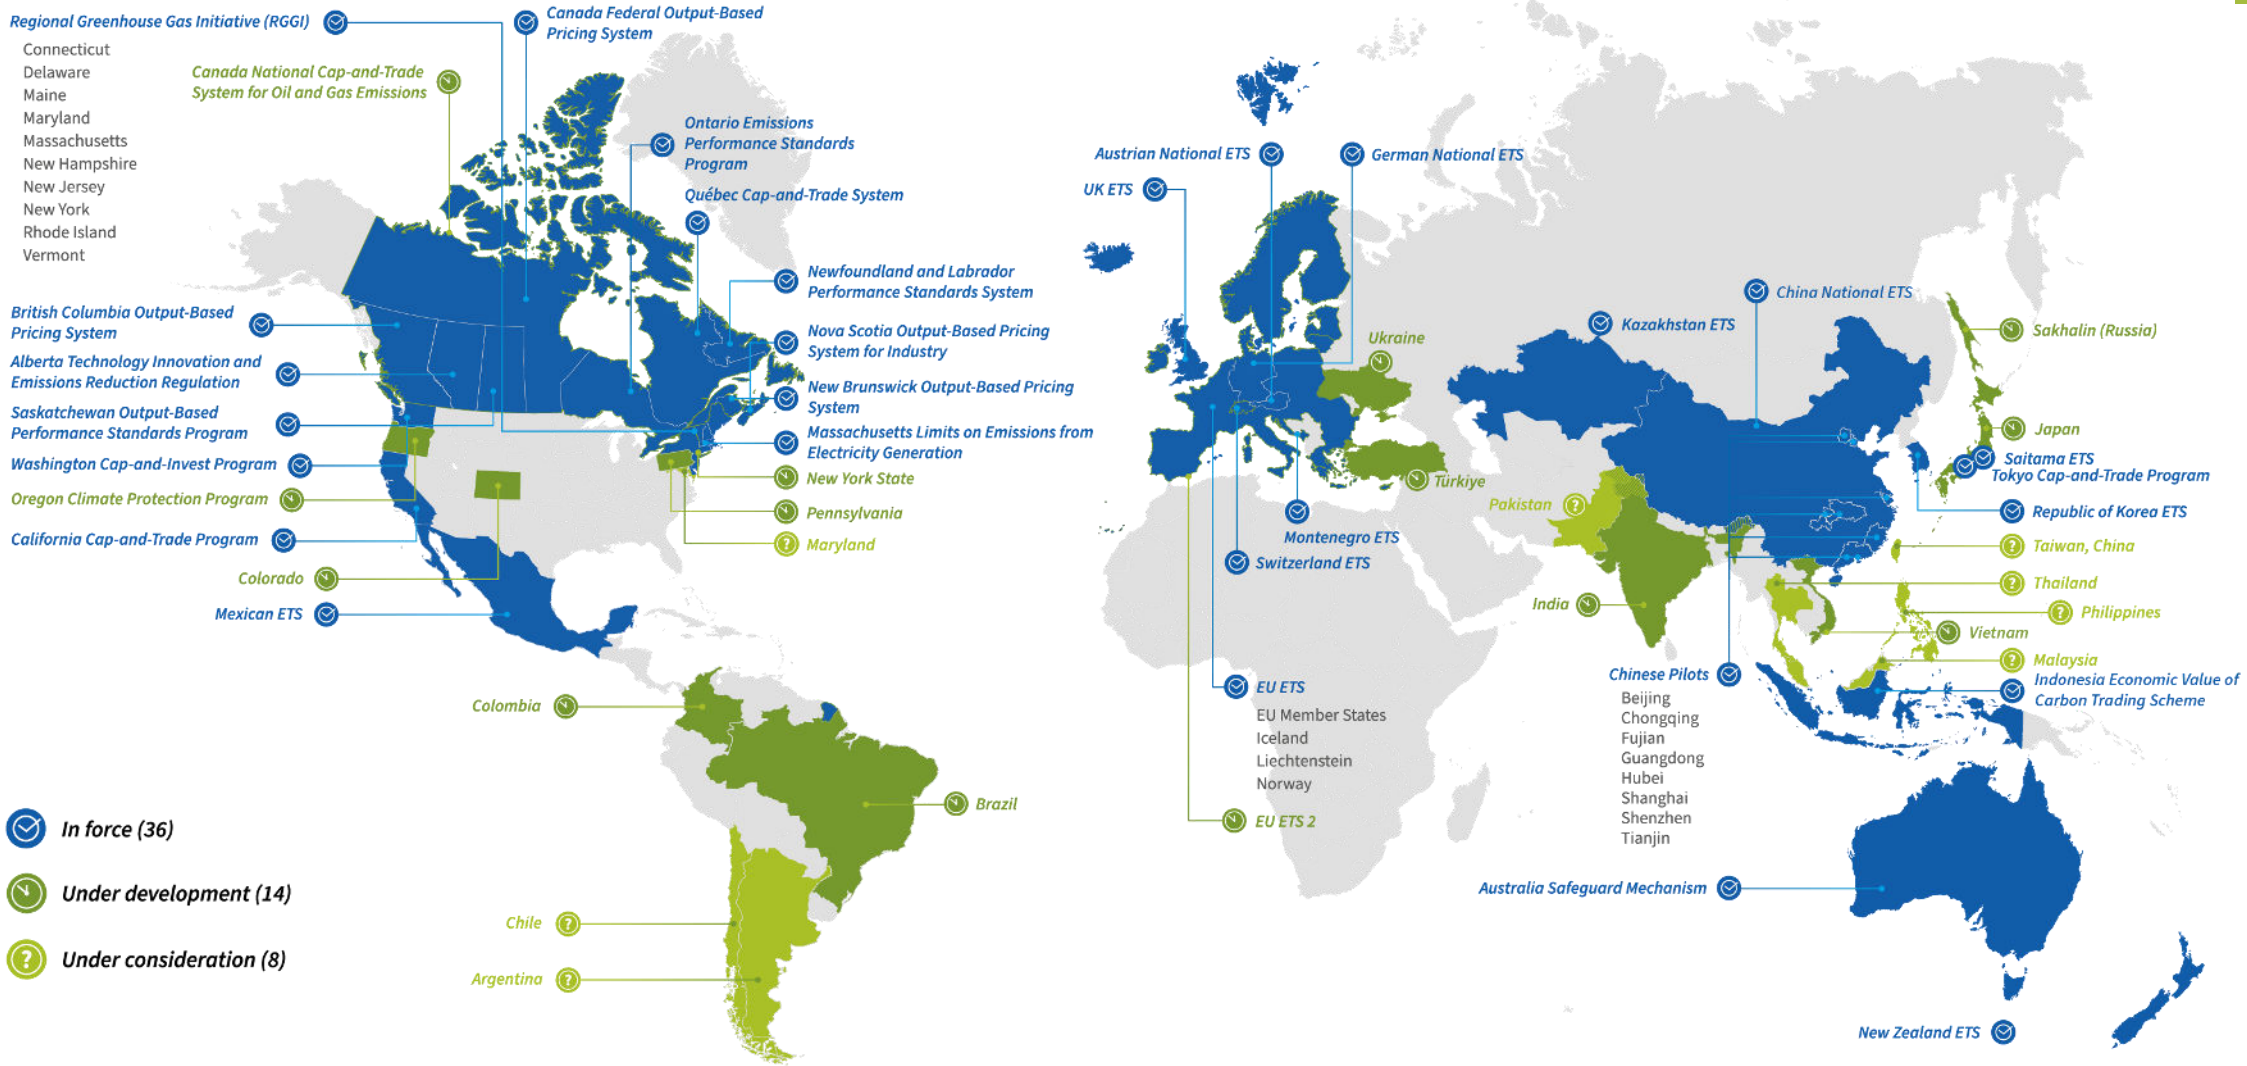 Regional Greenhouse Gas Initiative (RGGI)
Connecticut
Delaware
Maine
Maryland
Massachusetts
New Hampshire
New Jersey
New York
Rhode Island
Vermont
Canada Federal Output-Based
Pricing System
Canada National Cap-and-Trade
System for Oil and Gas Emissions
Ontario Emissions
Performance Standards
Program
Québec Cap-and-Trade System
Newfoundland and Labrador
Performance Standards System
Nova Scotia Output-Based Pricing
System for Industry
New Brunswick Output-Based Pricing
System
Massachusetts Limits on Emissions from
Electricity Generation
New York State
Pennsylvania
Maryland
British Columbia Output-Based
Pricing System
Alberta Technology Innovation and
Emissions Reduction Regulation
Saskatchewan Output-Based
Performance Standards Program
Washington Cap-and-Invest Program
Oregon Climate Protection Program
California Cap-and-Trade Program
Colorado
Mexican ETS
Colombia
Brazil
Chile
Argentina
In force (36)
Under development (14)
Under consideration (8)
Austrian National ETS
German National ETS
UK ETS
Ukraine
Türkiye
Montenegro ETS
Switzerland ETS
EU ETS
EU Member States
Iceland
Liechtenstein
Norway
EU ETS 2
Kazakhstan ETS
China National ETS
Sakhalin (Russia)
Japan
Saitama ETS
Tokyo Cap-and-Trade Program
Republic of Korea ETS
Taiwan, China
Thailand
Philippines
Vietnam
Malaysia
Indonesia Economic Value of
Carbon Trading Scheme
Pakistan
India
Chinese Pilots
Beijing
Chongqing
Fujian
Guangdong
Hubei
Shanghai
Shenzhen
Tianjin
Australia Safeguard Mechanism
New Zealand ETS